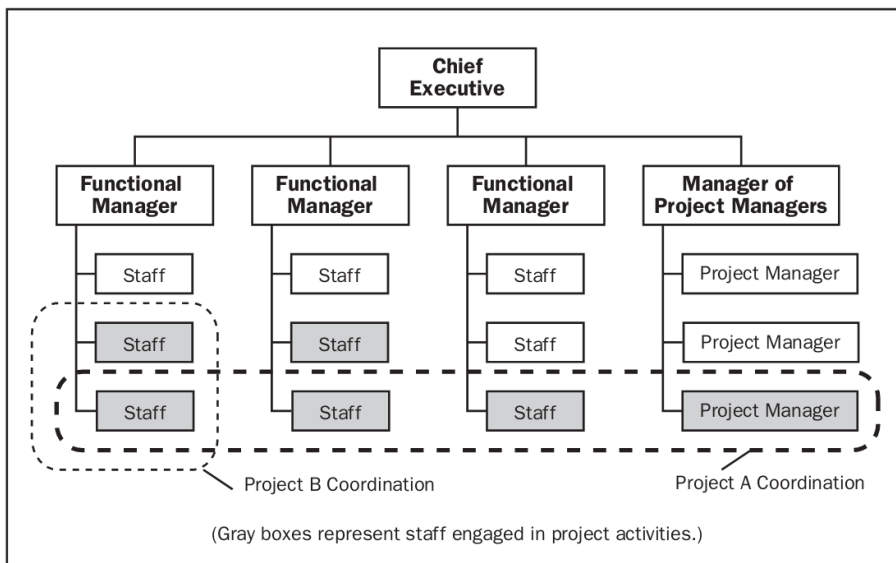 Chief
Executive
Functional
Manager
Functional
Manager
Functional
Manager
Manager of
Project Managers
Staff
Staff
Staff
Project Manager
Staff
Staff
Staff
Project Manager
Staff
Staff
Staff
Project Manager
Project B Coordination
Project A Coordination
(Gray boxes represent staff engaged in project activities.)